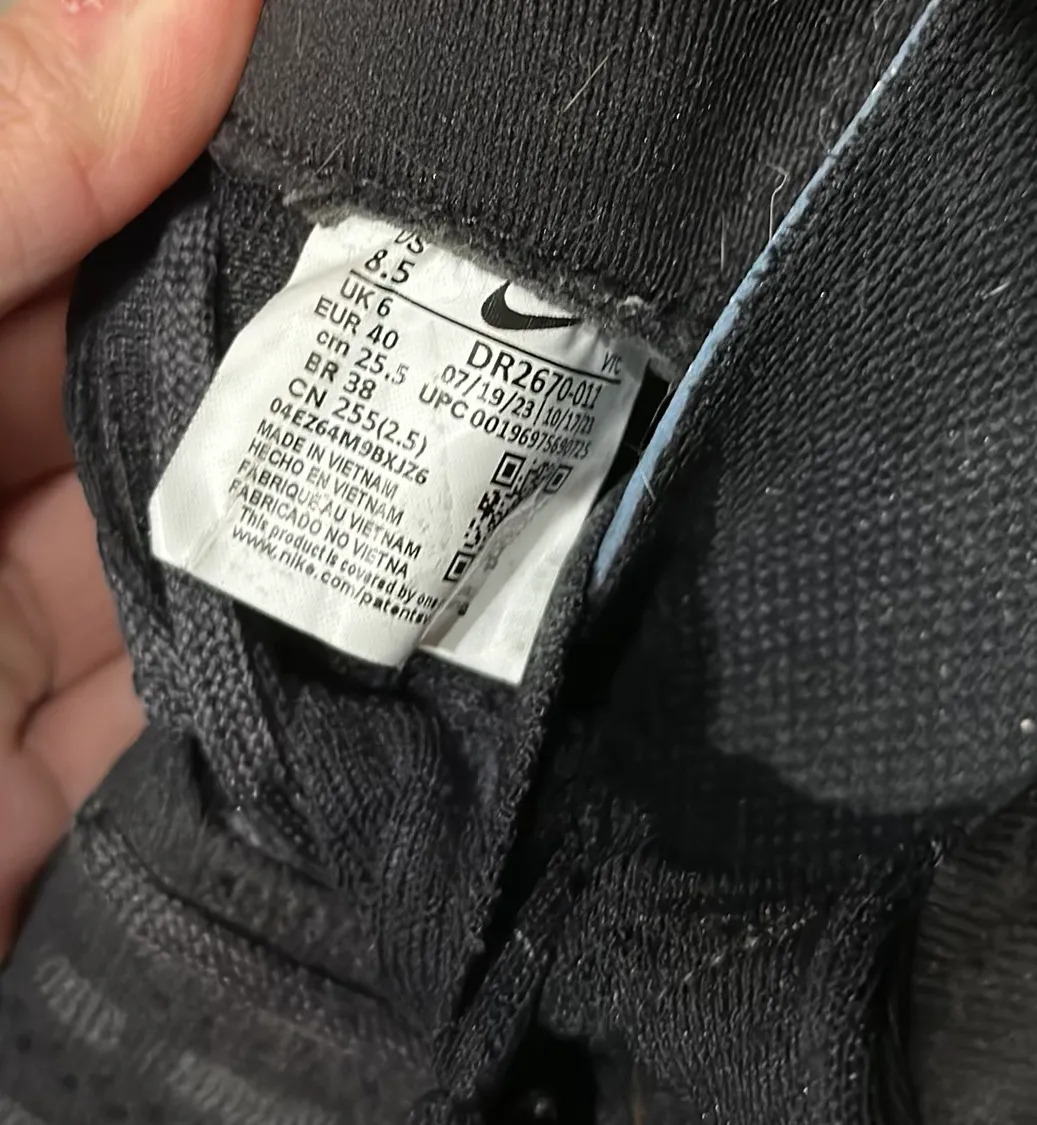 US
8.5
UK 6
EUR 40
cm 25.5
BR 38
CN 255(2.5)
04EZ64M9BXJZ6
MADE IN VIETNAM
HECHO EN VIETNAM
FABRIQUÉ AU VIETNAM
FABRICADO NO VIETNA
This product is covered by one
www.nike.com/patents
VTC
DR2670-011
07/19/23 | 10/17/23
UPC 00196975690725